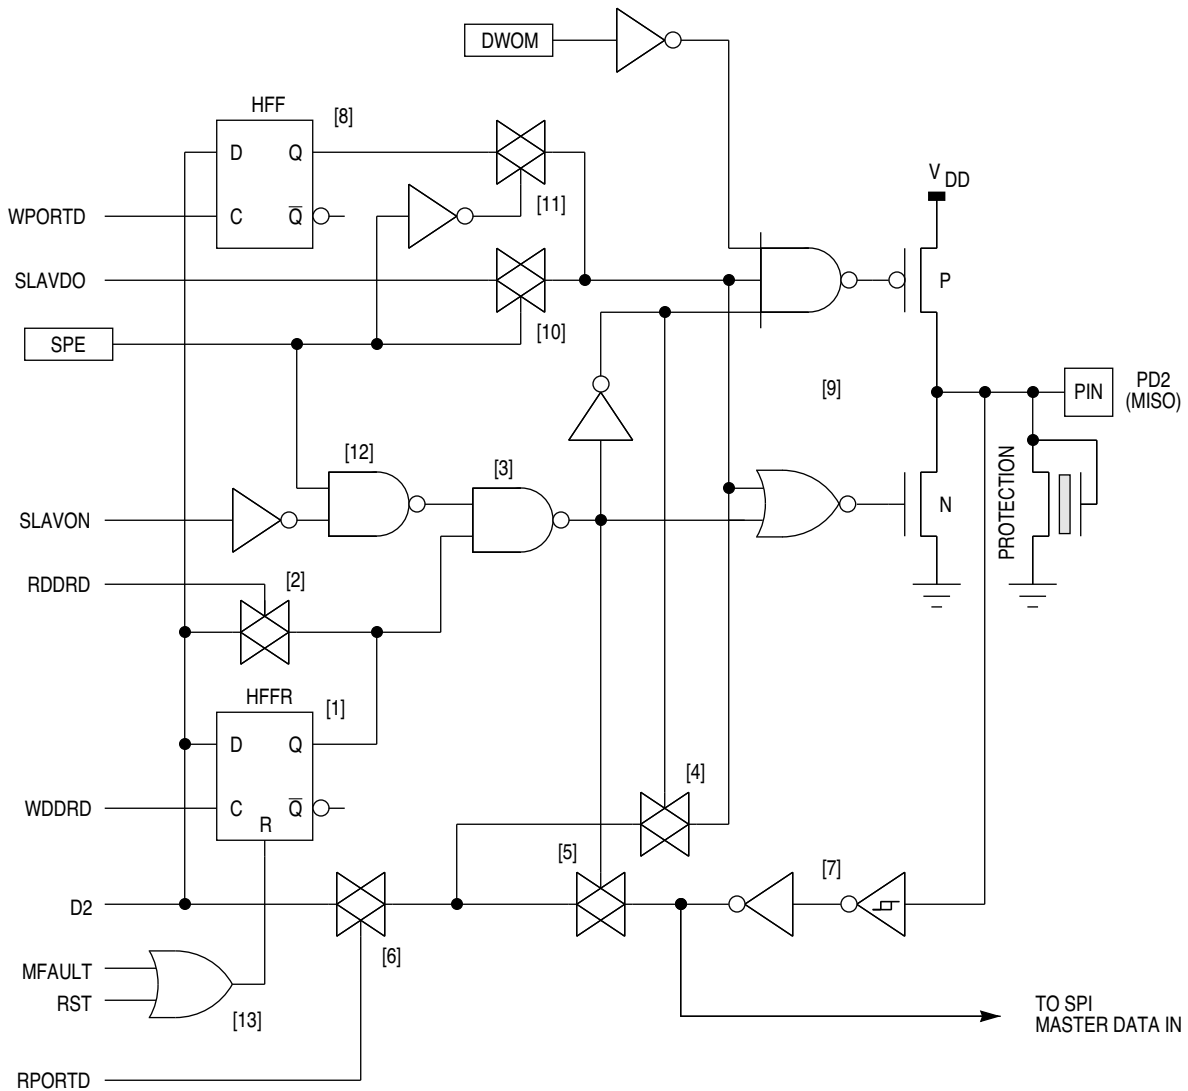 DWOM
HFF
[8]
D
Q
WPORTD
C
Q
[11]
V DD
SLAVDO
P
[10]
SPE
[9]
PIN
PD2
(MISO)
[12]
[3]
PROTECTION
SLAVON
N
RDDRD
[2]
HFFR
[1]
D
Q
[4]
WDDRD
C
Q
R
[5]
[7]
D2
[6]
MFAULT
RST
[13]
TO SPI
MASTER DATA IN
RPORTD